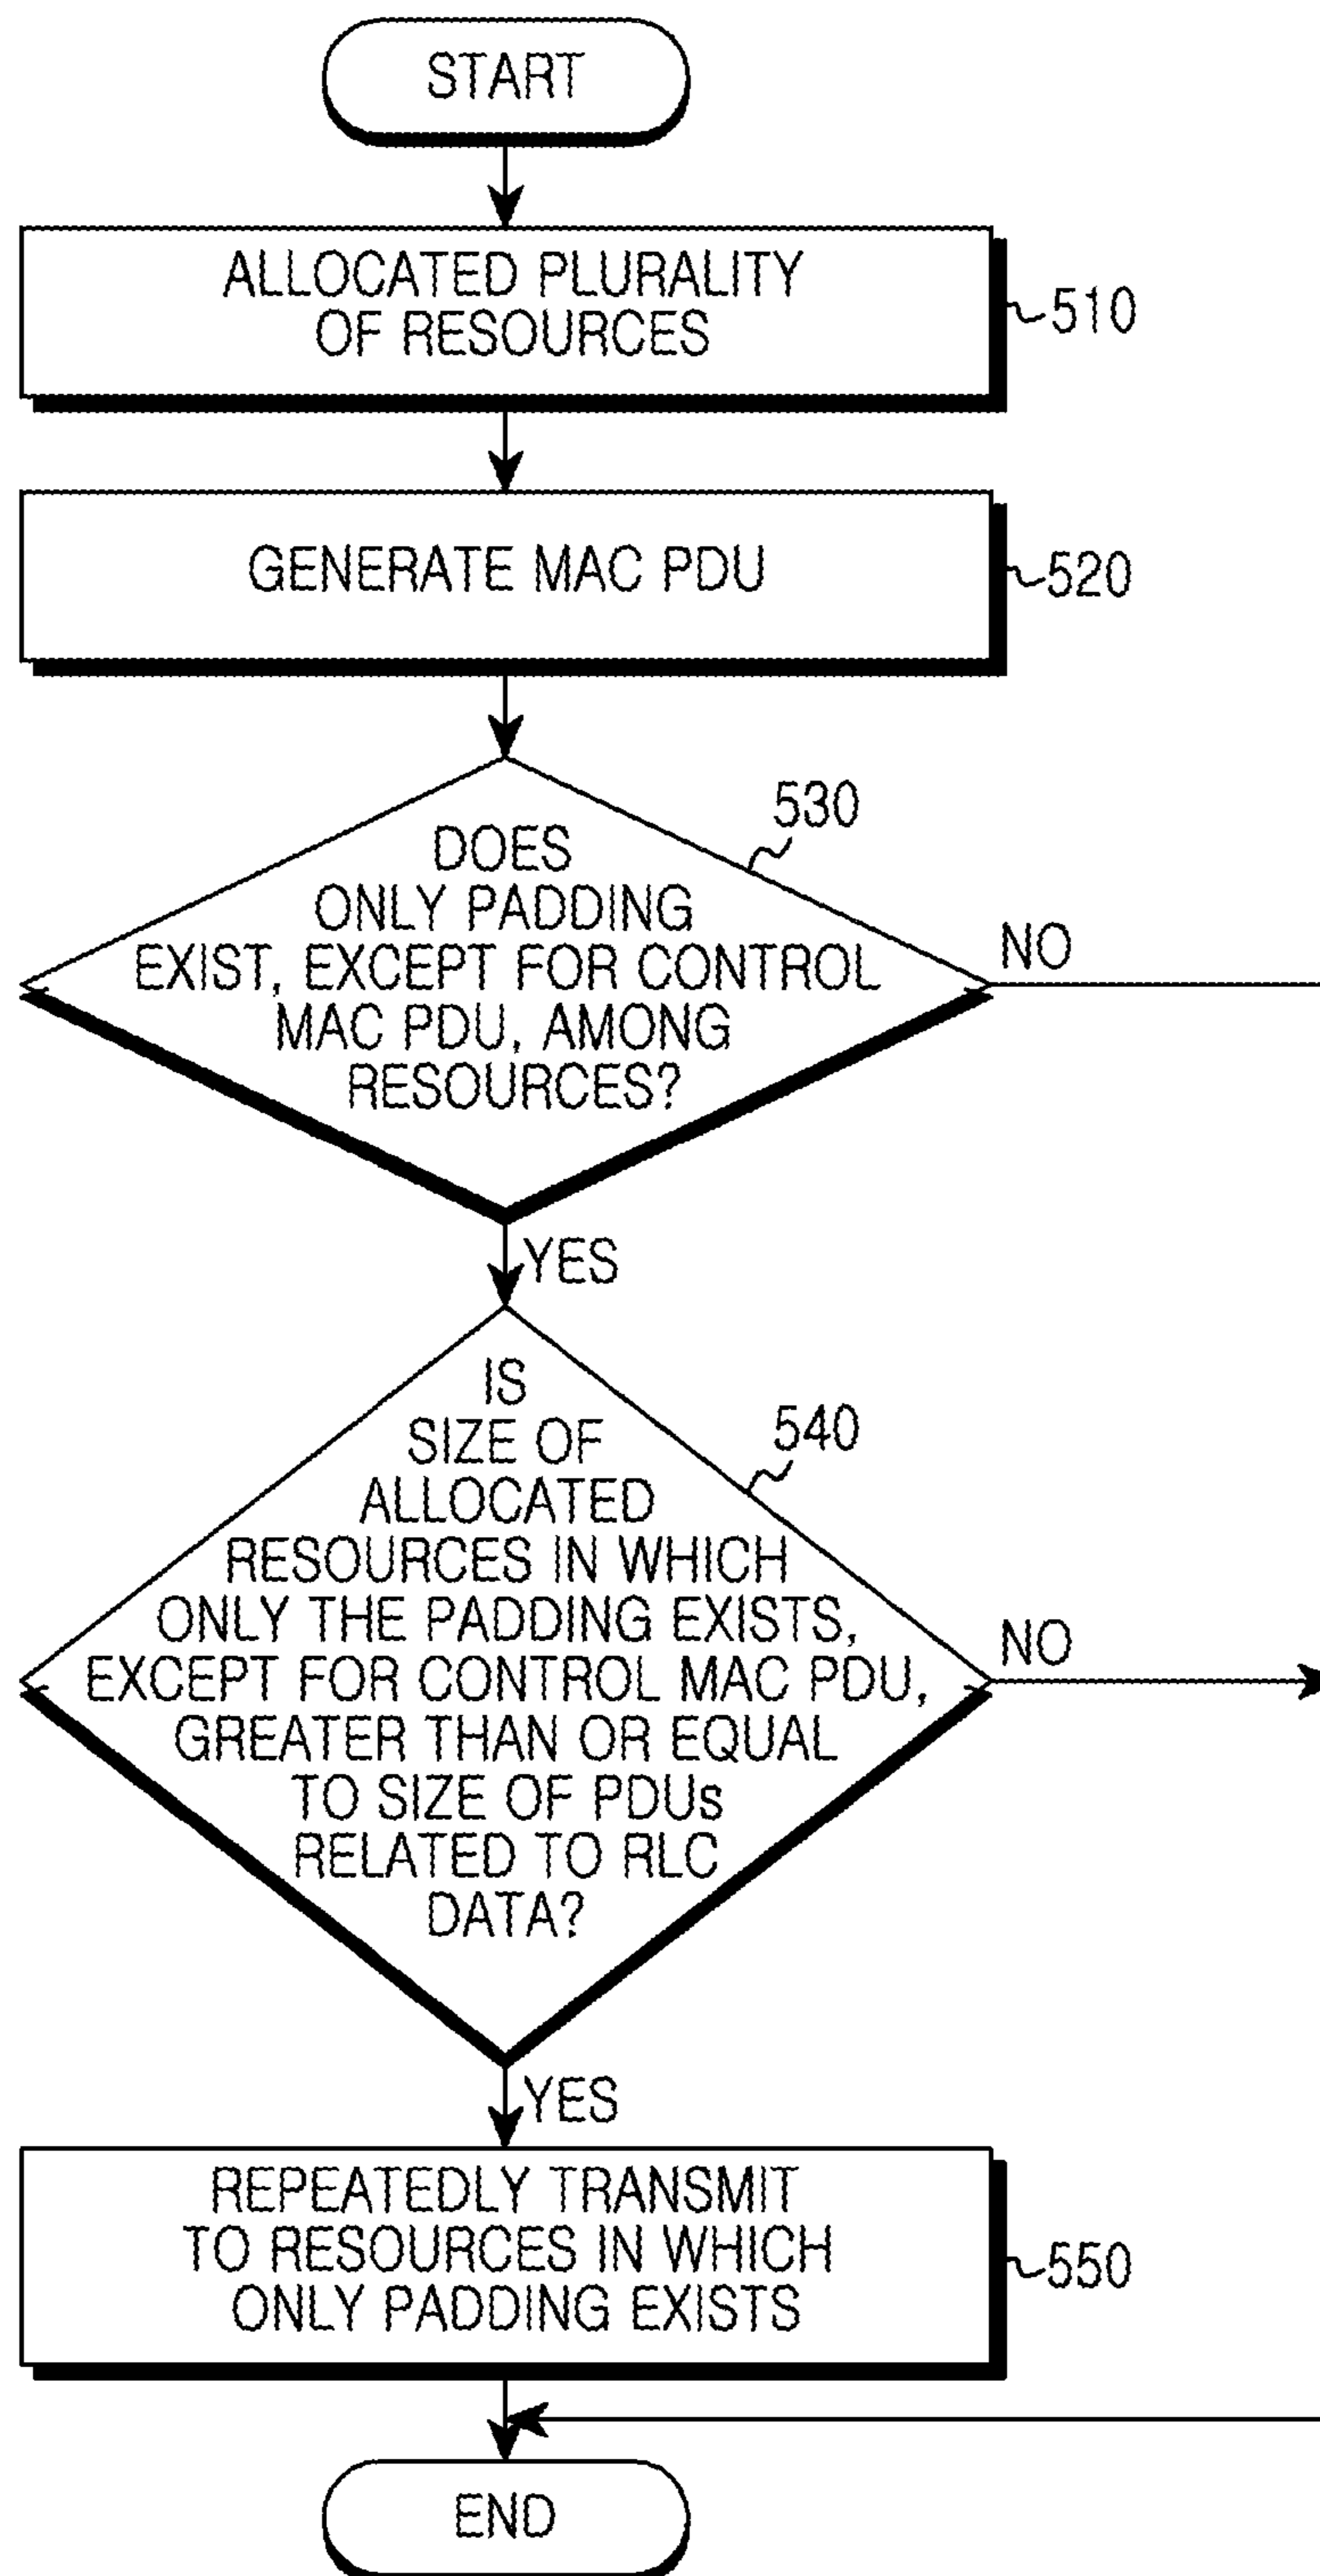 START
ALLOCATED PLURALITY
OF RESOURCES
510
GENERATE MAC PDU
520
530
DOES
ONLY PADDING
EXIST, EXCEPT FOR CONTROL
MAC PDU, AMONG
RESOURCES?
NO
YES
540
IS
SIZE OF
ALLOCATED
RESOURCES IN WHICH
ONLY THE PADDING EXISTS,
EXCEPT FOR CONTROL MAC PDU,
GREATER THAN OR EQUAL
TO SIZE OF PDUs
RELATED TO RLC
DATA?
NO
YES
REPEATEDLY TRANSMIT
TO RESOURCES IN WHICH
ONLY PADDING EXISTS
550
END